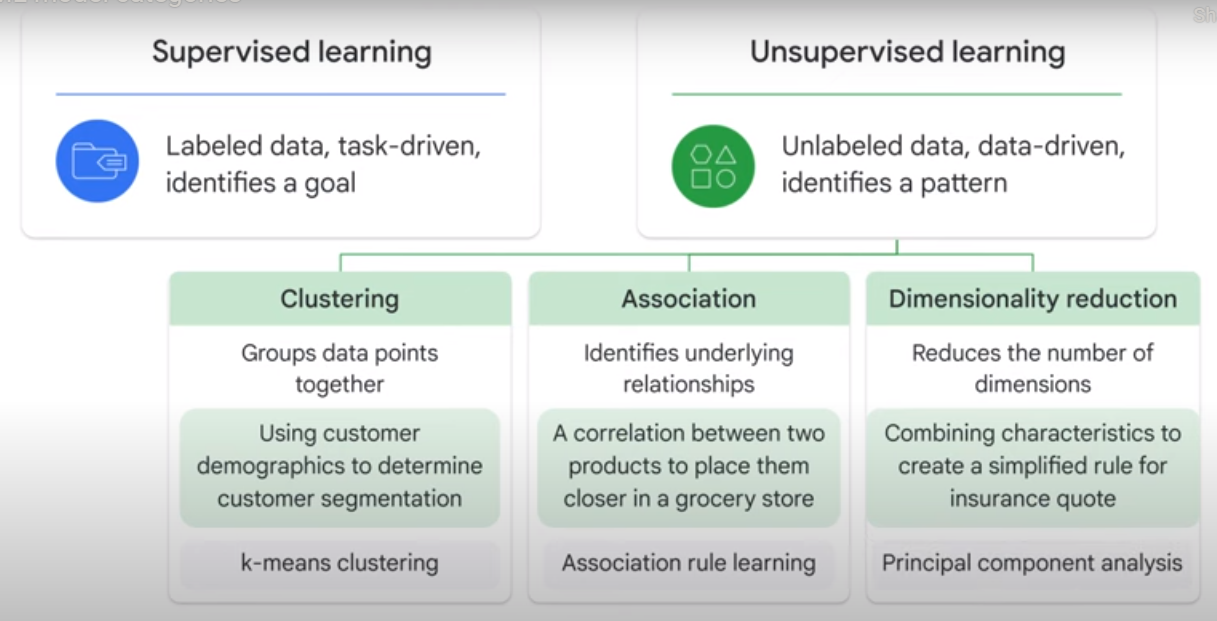 Supervised learning
Labeled data, task-driven,
identifies a goal
Unsupervised learning
Unlabeled data, data-driven,
identifies a pattern
Clustering
Groups data points
together
Using customer
demographics to determine
customer segmentation
k-means clustering
Association
Identifies underlying
relationships
A correlation between two
products to place them
closer in a grocery store
Association rule learning
Dimensionality reduction
Reduces the number of
dimensions
Combining characteristics to
create a simplified rule for
insurance quote
Principal component analysis